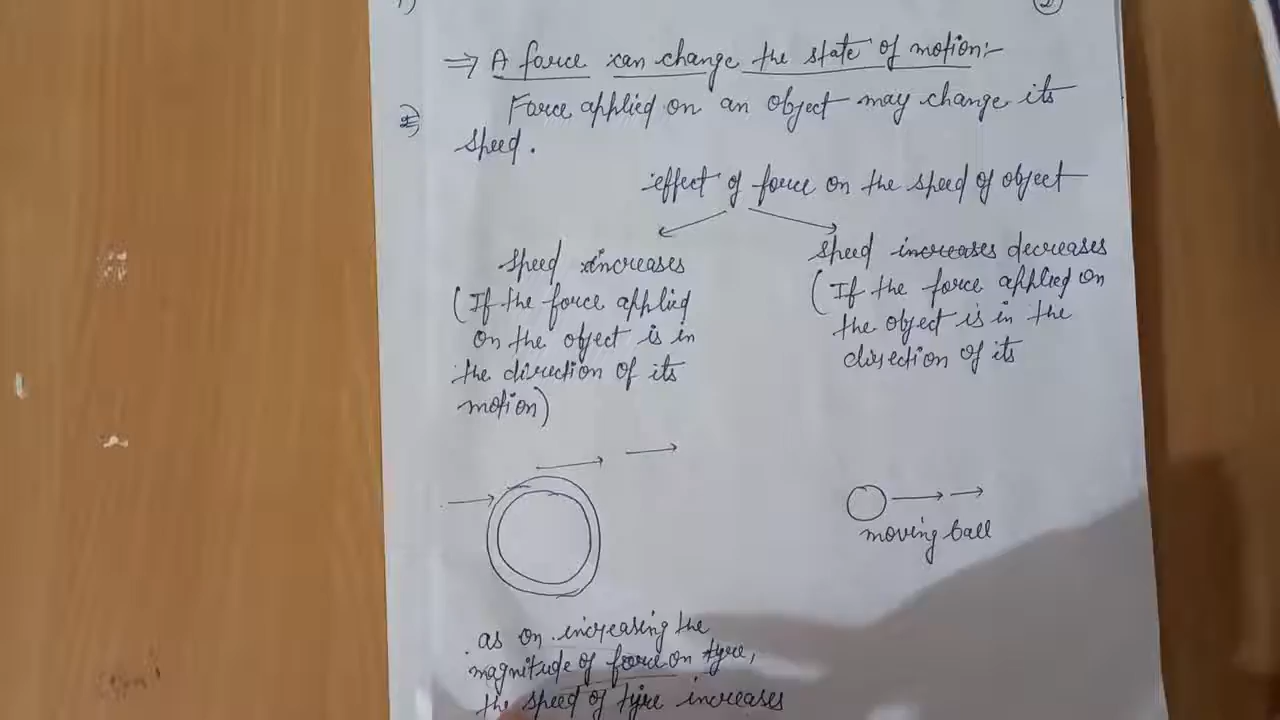 1)
2
⇒ A force can change the state of motion:-
2)
Force applied on an object may change its
speed.
effect of force on the speed of object
speed increases
(If the force applied
on the object is in
the direction of its
motion)
speed increases decreases
(If the force applied on
the object is in the
direction of its
moving ball
as on increasing the
magnitude of force on tyre,
the speed of tyre increases